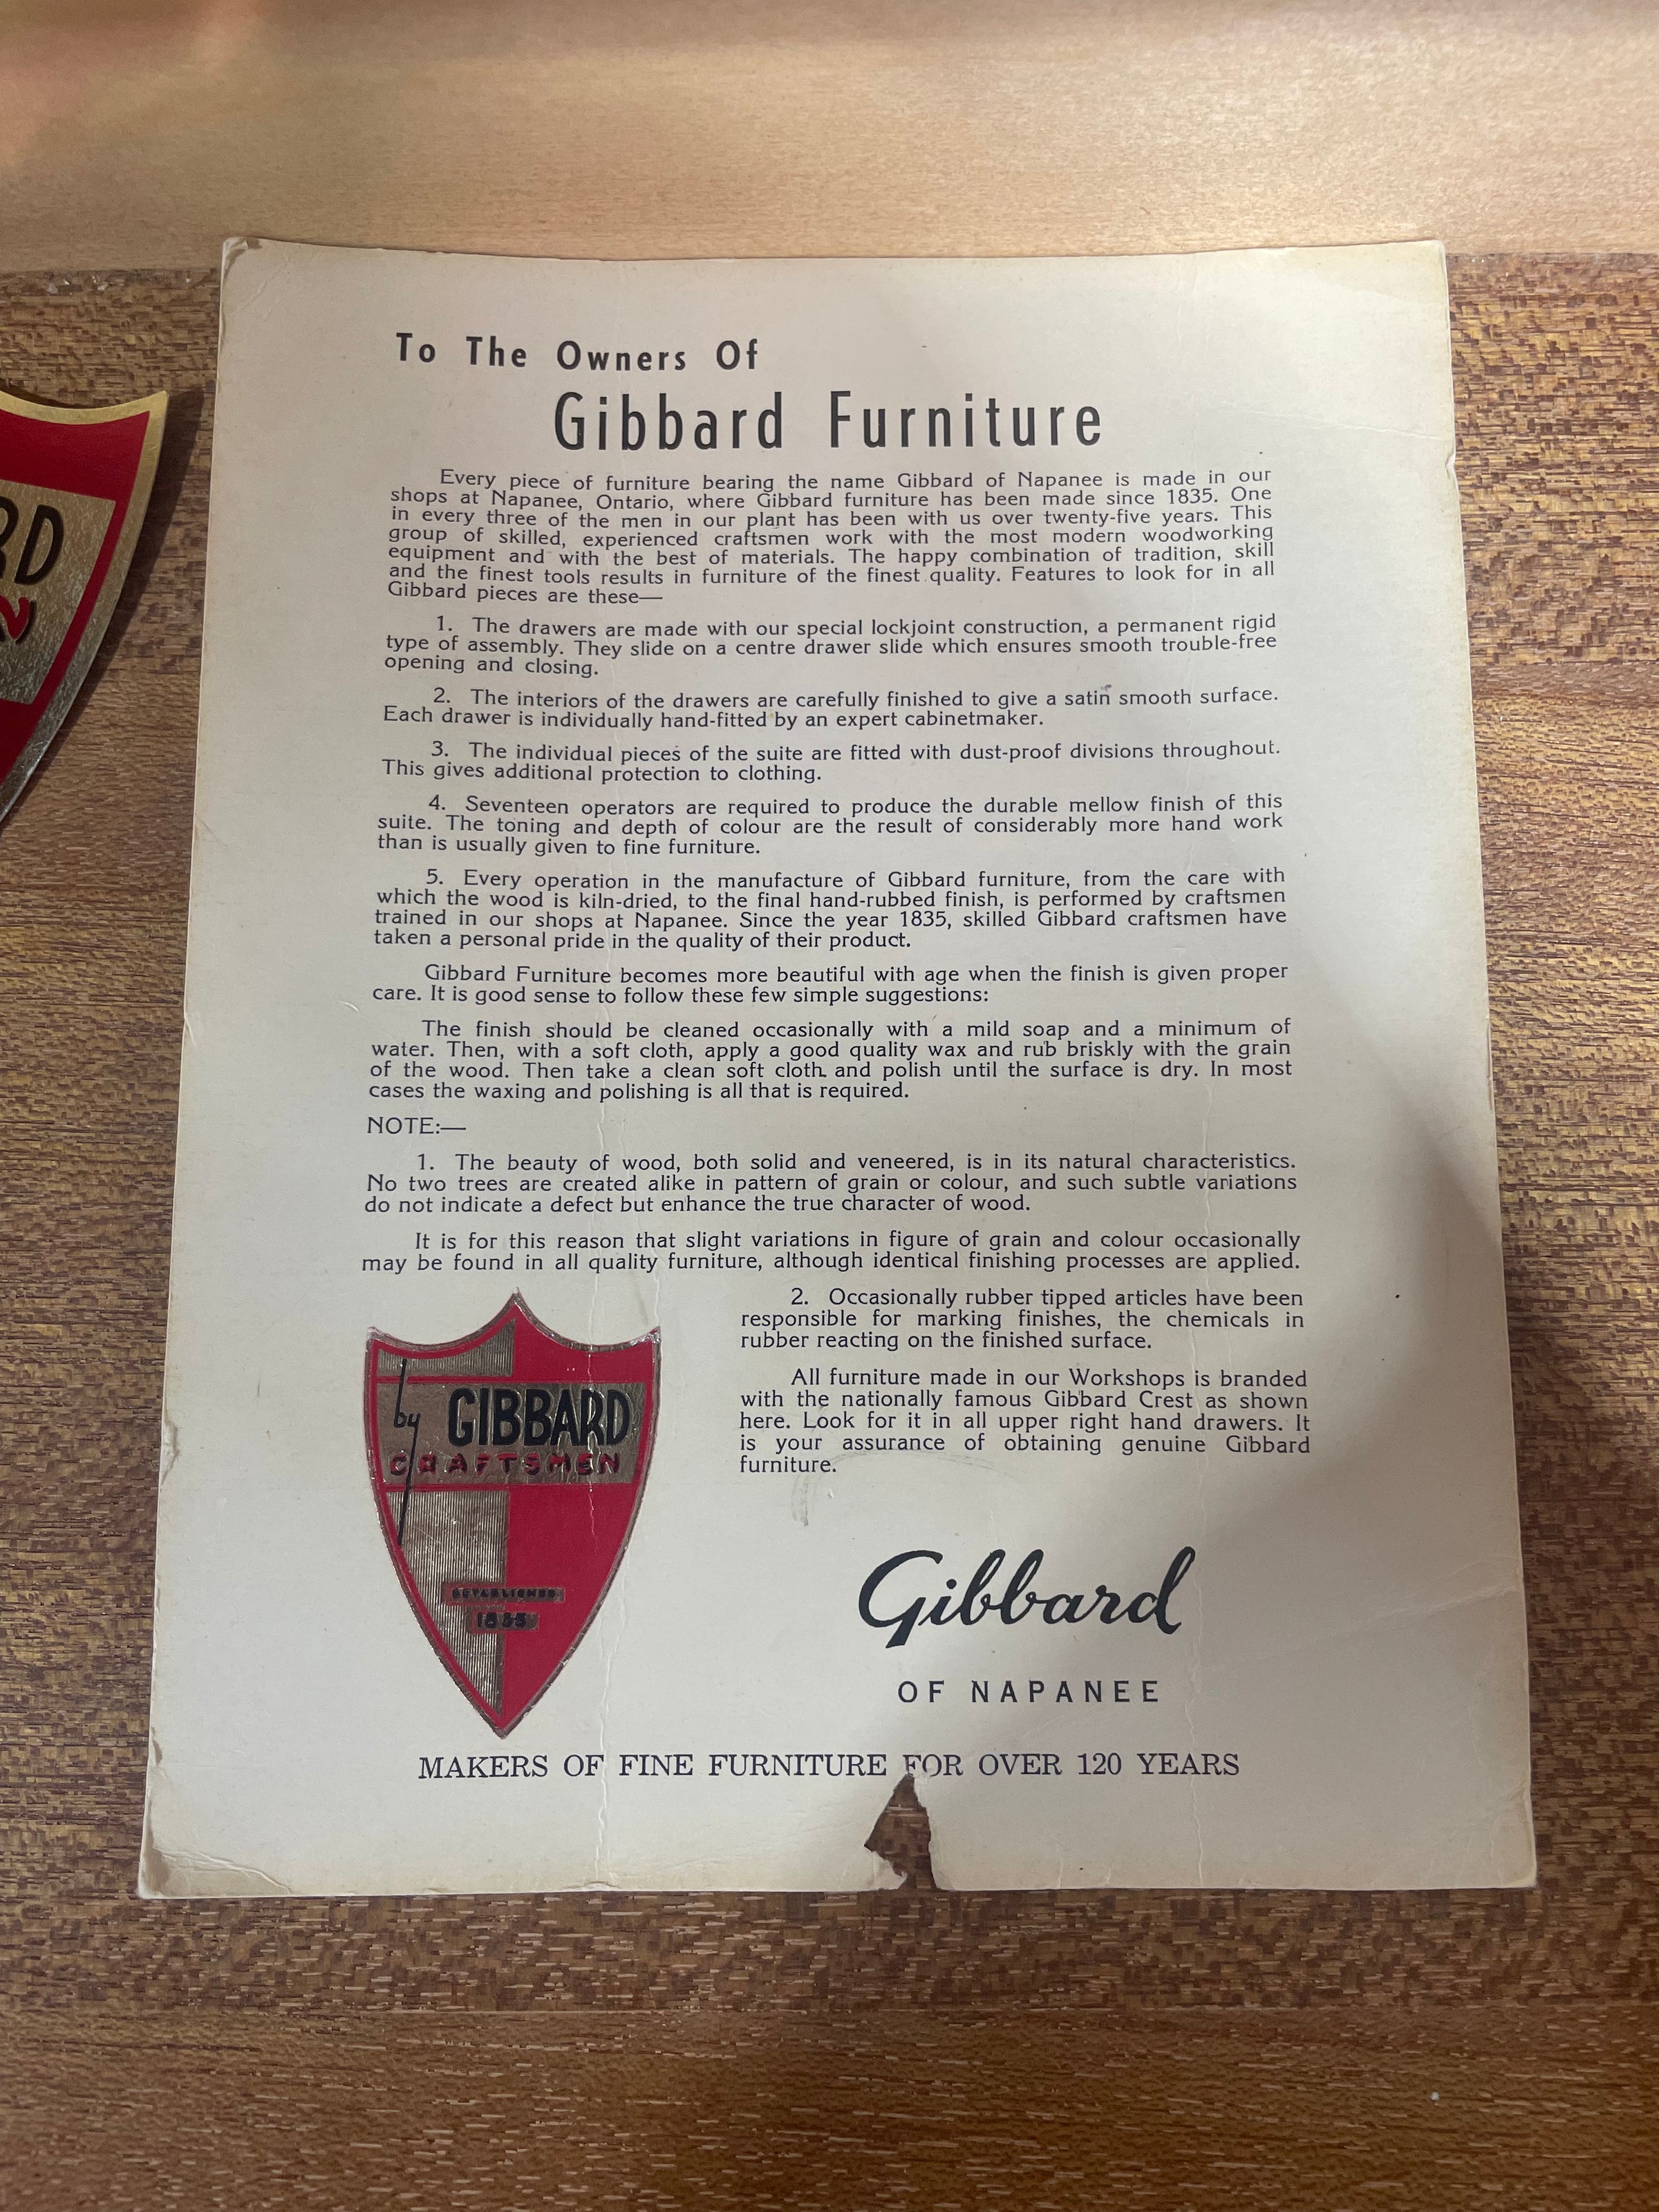 To The Owners Of
Gibbard Furniture
Every piece of furniture bearing the name Gibbard of Napanee is made in our
shops at Napanee, Ontario, where Gibbard furniture has been made since 1835. One
in every three of the men in our plant has been with us over twenty-five years. This
group of skilled, experienced craftsmen work with the most modern woodworking
equipment and with the best of materials. The happy combination of tradition, skill
and the finest tools results in furniture of the finest quality. Features to look for in all
Gibbard pieces are these—
1. The drawers are made with our special lockjoint construction, a permanent rigid
type of assembly. They slide on a centre drawer slide which ensures smooth trouble-free
opening and closing.
2. The interiors of the drawers are carefully finished to give a satin smooth surface.
Each drawer is individually hand-fitted by an expert cabinetmaker.
3. The individual pieces of the suite are fitted with dust-proof divisions throughout.
This gives additional protection to clothing.
4. Seventeen operators are required to produce the durable mellow finish of this
suite. The toning and depth of colour are the result of considerably more hand work
than is usually given to fine furniture.
5. Every operation in the manufacture of Gibbard furniture, from the care with
which the wood is kiln-dried, to the final hand-rubbed finish, is performed by craftsmen
trained in our shops at Napanee. Since the year 1835, skilled Gibbard craftsmen have
taken a personal pride in the quality of their product.
Gibbard Furniture becomes more beautiful with age when the finish is given proper
care. It is good sense to follow these few simple suggestions:
The finish should be cleaned occasionally with a mild soap and a minimum of
water. Then, with a soft cloth, apply a good quality wax and rub briskly with the grain
of the wood. Then take a clean soft cloth and polish until the surface is dry. In most
cases the waxing and polishing is all that is required.
NOTE:—
1. The beauty of wood, both solid and veneered, is in its natural characteristics.
No two trees are created alike in pattern of grain or colour, and such subtle variations
do not indicate a defect but enhance the true character of wood.
It is for this reason that slight variations in figure of grain and colour occasionally
may be found in all quality furniture, although identical finishing processes are applied.
2. Occasionally rubber tipped articles have been
responsible for marking finishes, the chemicals in
rubber reacting on the finished surface.
All furniture made in our Workshops is branded
with the nationally famous Gibbard Crest as shown
here. Look for it in all upper right hand drawers. It
is your assurance of obtaining genuine Gibbard
furniture.
by GIBBARD
CRAFTSMEN
ESTABLISHED
1835
Gibbard
OF NAPANEE
MAKERS OF FINE FURNITURE FOR OVER 120 YEARS
RD
N